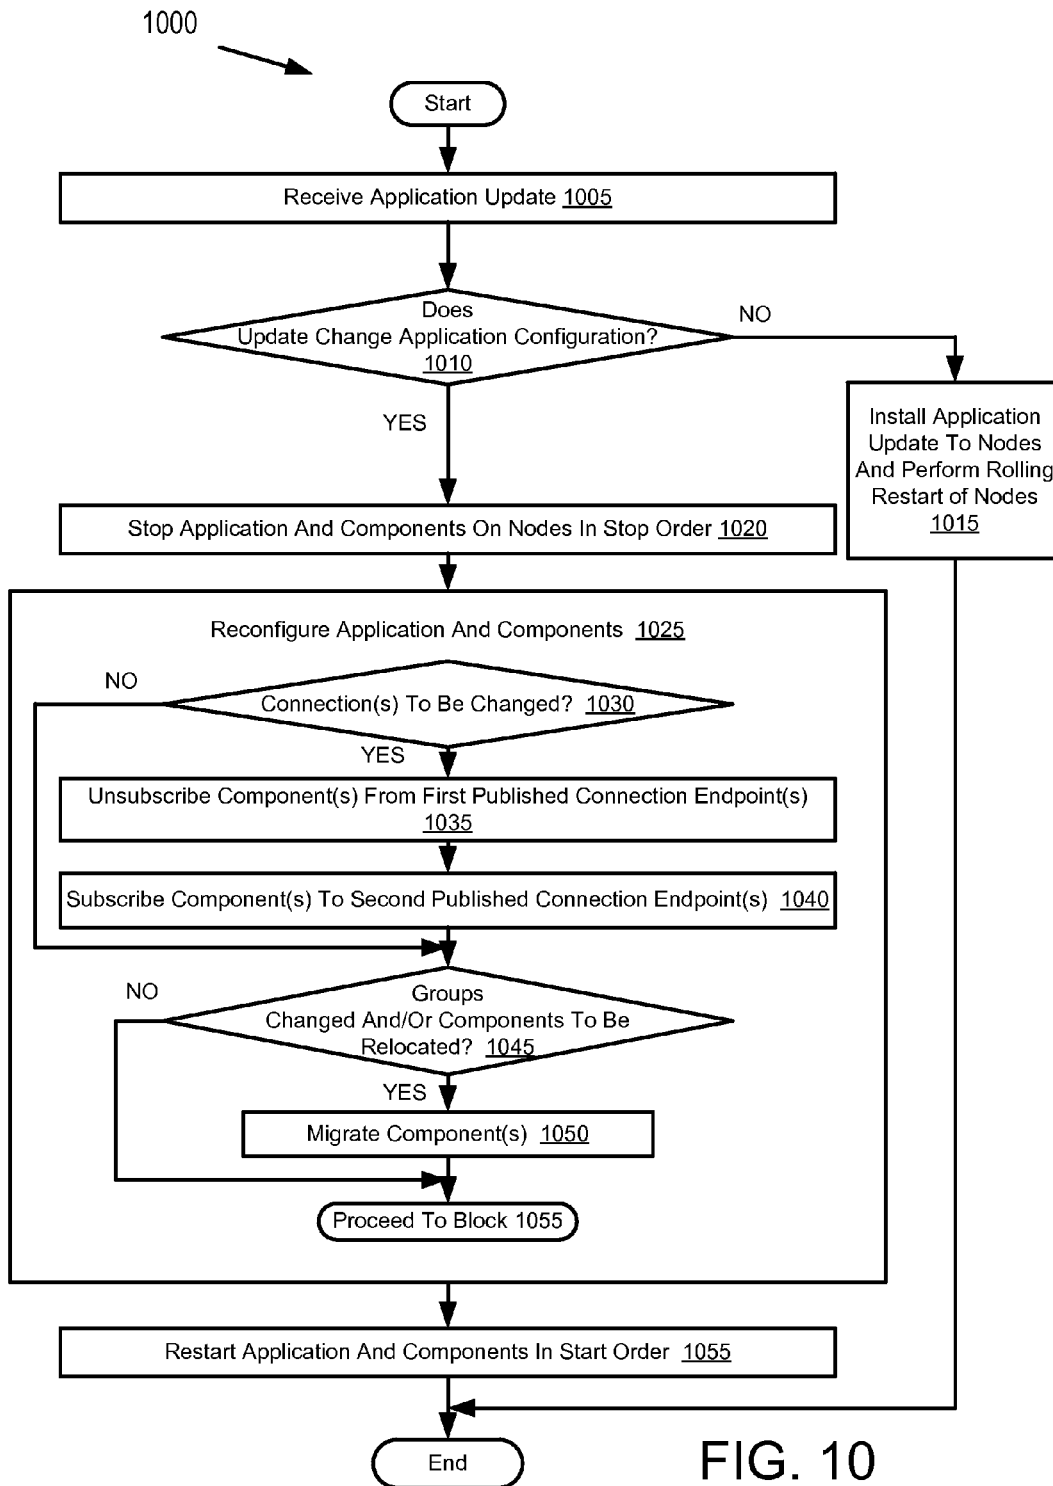 1000
Start
Receive Application Update 1005
Does
Update Change Application Configuration?
1010
NO
YES
Install Application
Update To Nodes
And Perform Rolling
Restart of Nodes
1015
Stop Application And Components On Nodes In Stop Order 1020
Reconfigure Application And Components 1025
NO
Connection(s) To Be Changed? 1030
YES
Unsubscribe Component(s) From First Published Connection Endpoint(s)
1035
Subscribe Component(s) To Second Published Connection Endpoint(s) 1040
NO
Groups
Changed And/Or Components To Be
Relocated? 1045
YES
Migrate Component(s) 1050
Proceed To Block 1055
Restart Application And Components In Start Order 1055
End
FIG. 10